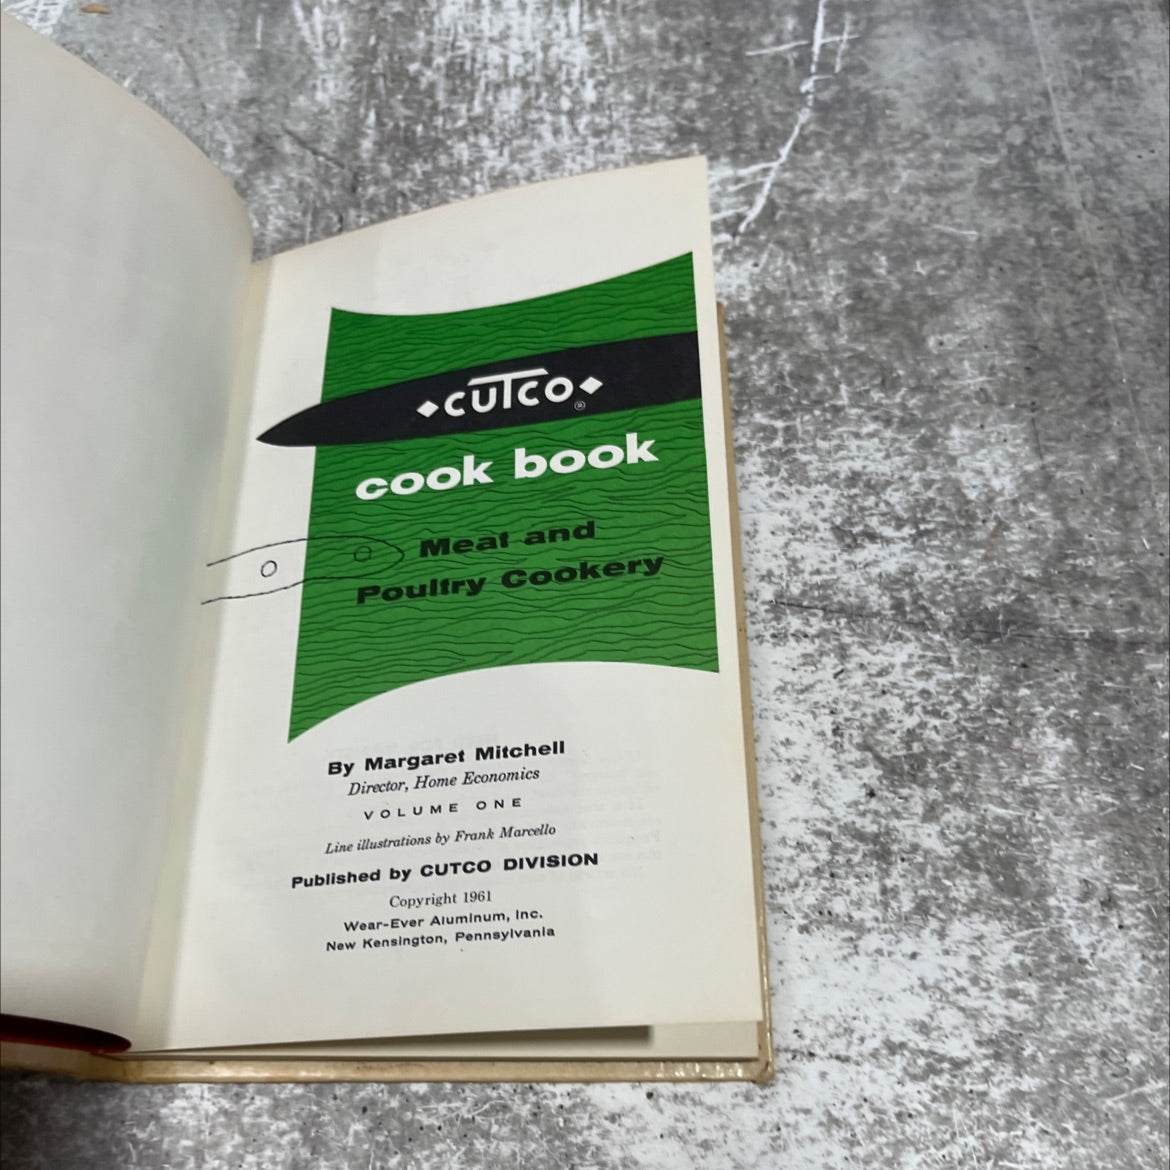 CUTCO®
cook book
Meat and
Poultry Cookery
By Margaret Mitchell
Director, Home Economics
VOLUME ONE
Line illustrations by Frank Marcello
Published by CUTCO DIVISION
Copyright 1961
Wear-Ever Aluminum, Inc.
New Kensington, Pennsylvania